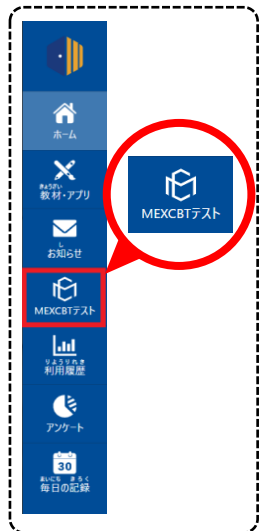 ホーム
きょうざい
教材・アプリ
し
お知らせ
MEXCBTテスト
MEXCBTテスト
りようりれき
利用履歴
アンケート
30
まいにち きろく
毎日の記録